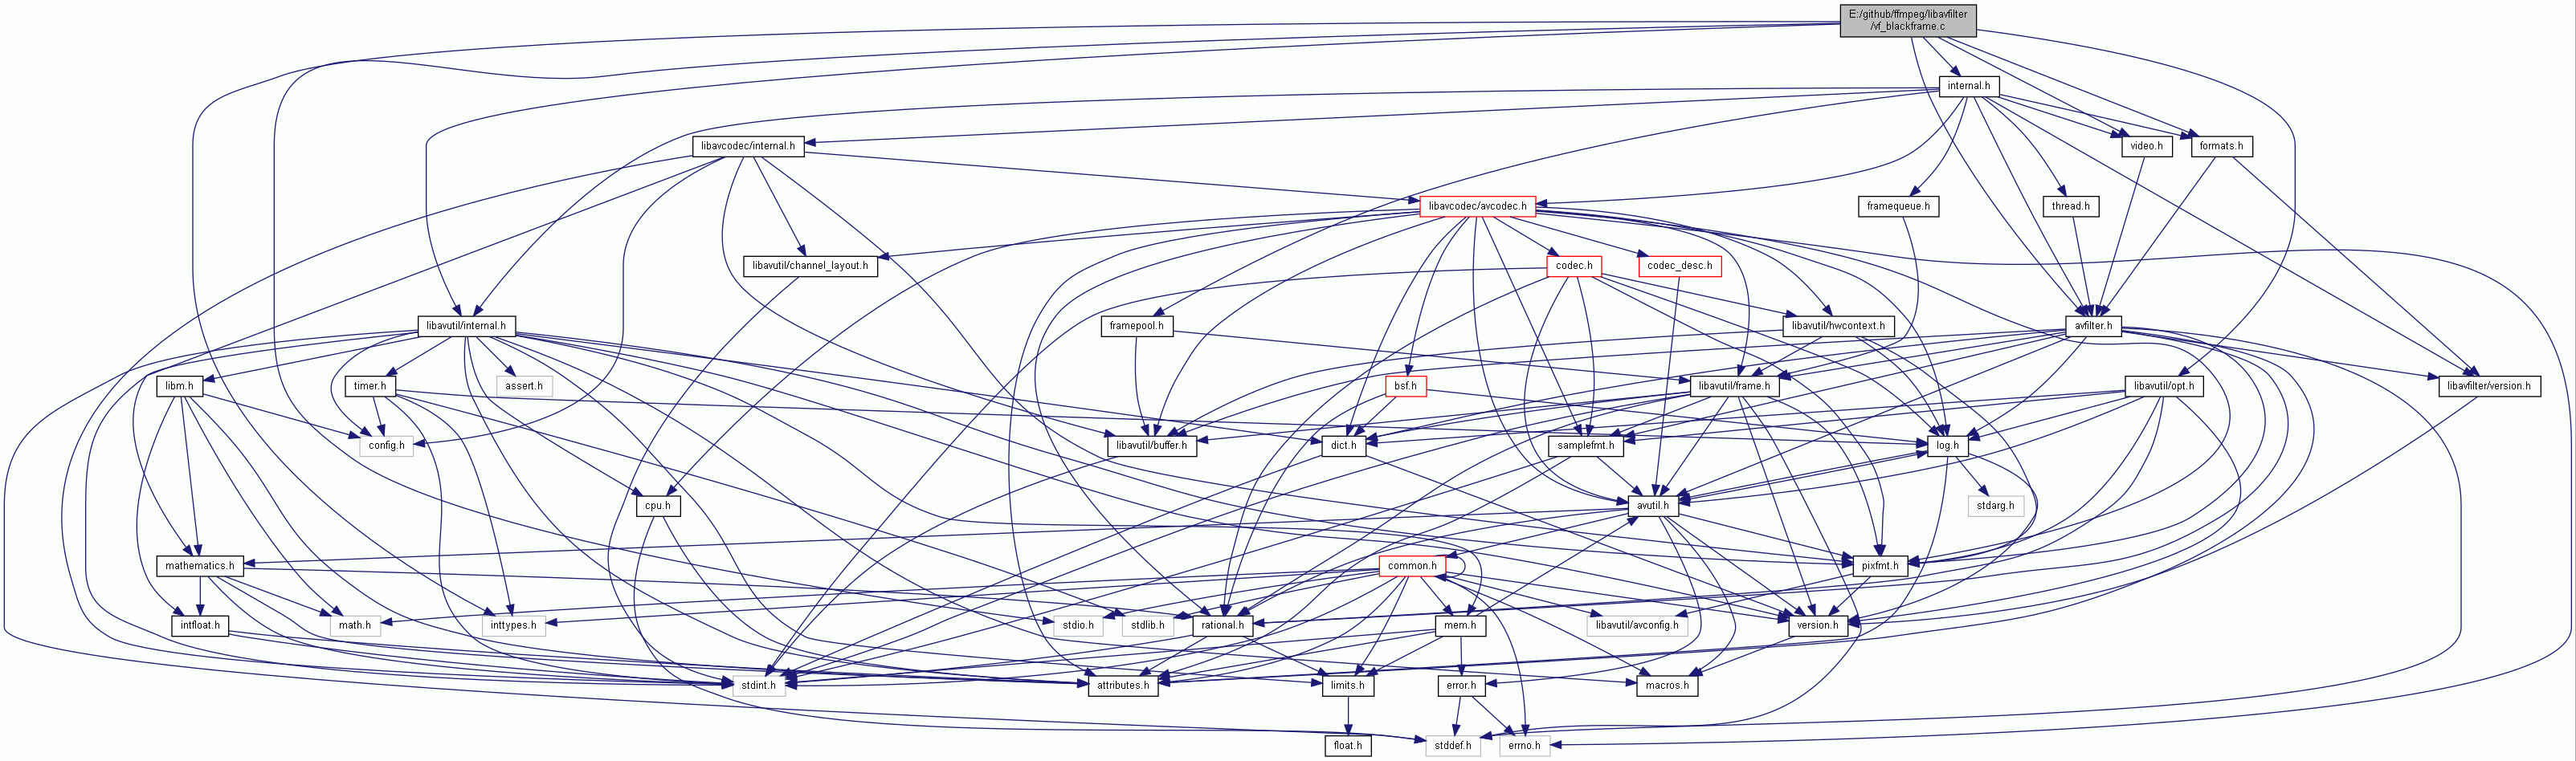 E:/github/ffmpeg/libavfilter
/vf_blackframe.c
internal.h
libavcodec/internal.h
video.h
formats.h
libavcodec/avcodec.h
framequeue.h
thread.h
libavutil/channel_layout.h
codec.h
codec_desc.h
libavutil/internal.h
framepool.h
libavutil/hwcontext.h
avfilter.h
libm.h
timer.h
assert.h
bsf.h
libavutil/frame.h
libavutil/opt.h
libavfilter/version.h
config.h
libavutil/buffer.h
dict.h
samplefmt.h
log.h
cpu.h
avutil.h
stdarg.h
mathematics.h
common.h
pixfmt.h
intfloat.h
math.h
inttypes.h
stdio.h
stdlib.h
rational.h
mem.h
libavutil/avconfig.h
version.h
stdint.h
attributes.h
limits.h
error.h
macros.h
float.h
stddef.h
errno.h